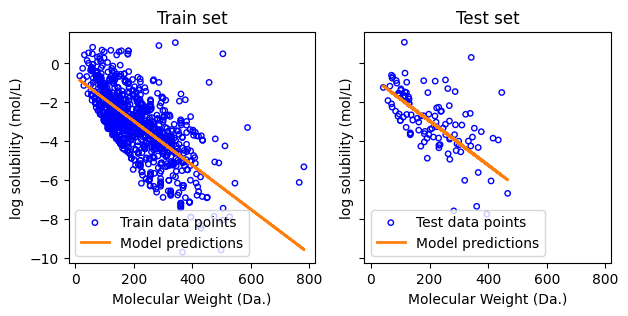 Train set
Test set
log solubility (mol/L)
0
−2
−4
−6
−8
−10
Train data points
Model predictions
0
200
400
600
800
Molecular Weight (Da.)
log solubility (mol/L)
Test data points
Model predictions
0
200
400
600
800
Molecular Weight (Da.)